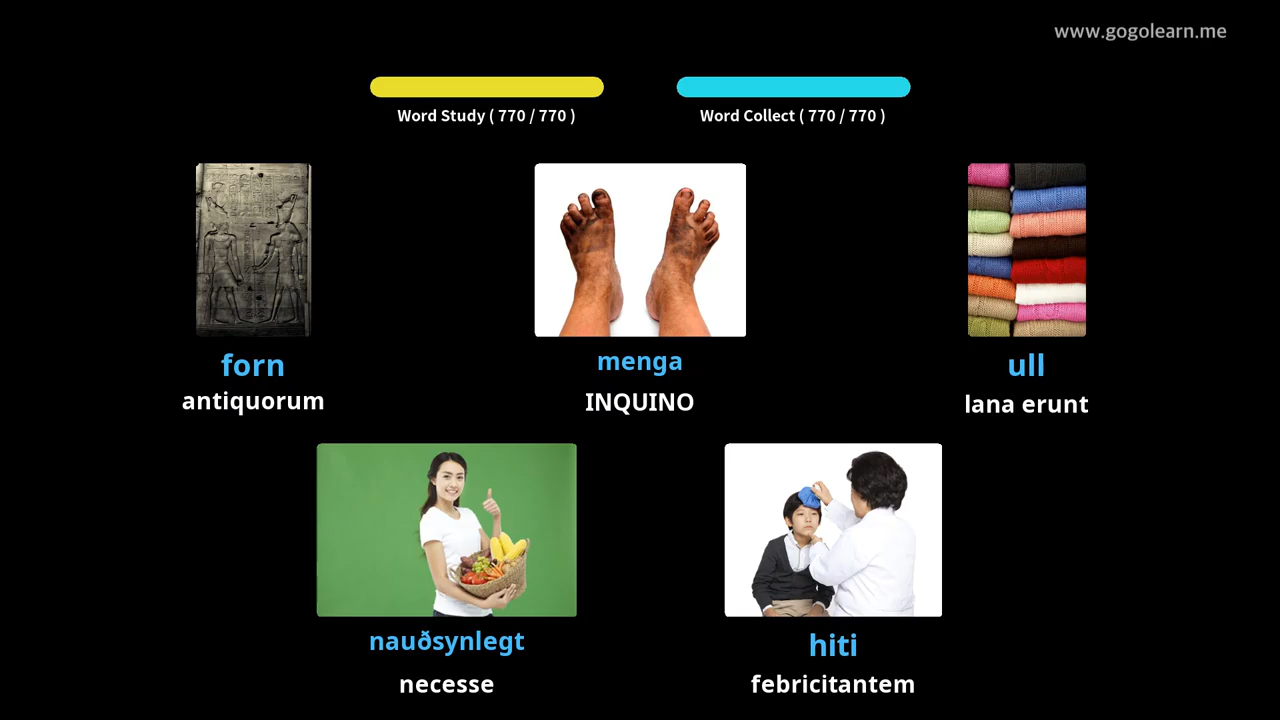 www.gogolearn.me
Word Study ( 770 / 770 )
Word Collect ( 770 / 770 )
forn
antiquorum
menga
INQUINO
ull
lana erunt
nauðsynlegt
necesse
hiti
febricitantem